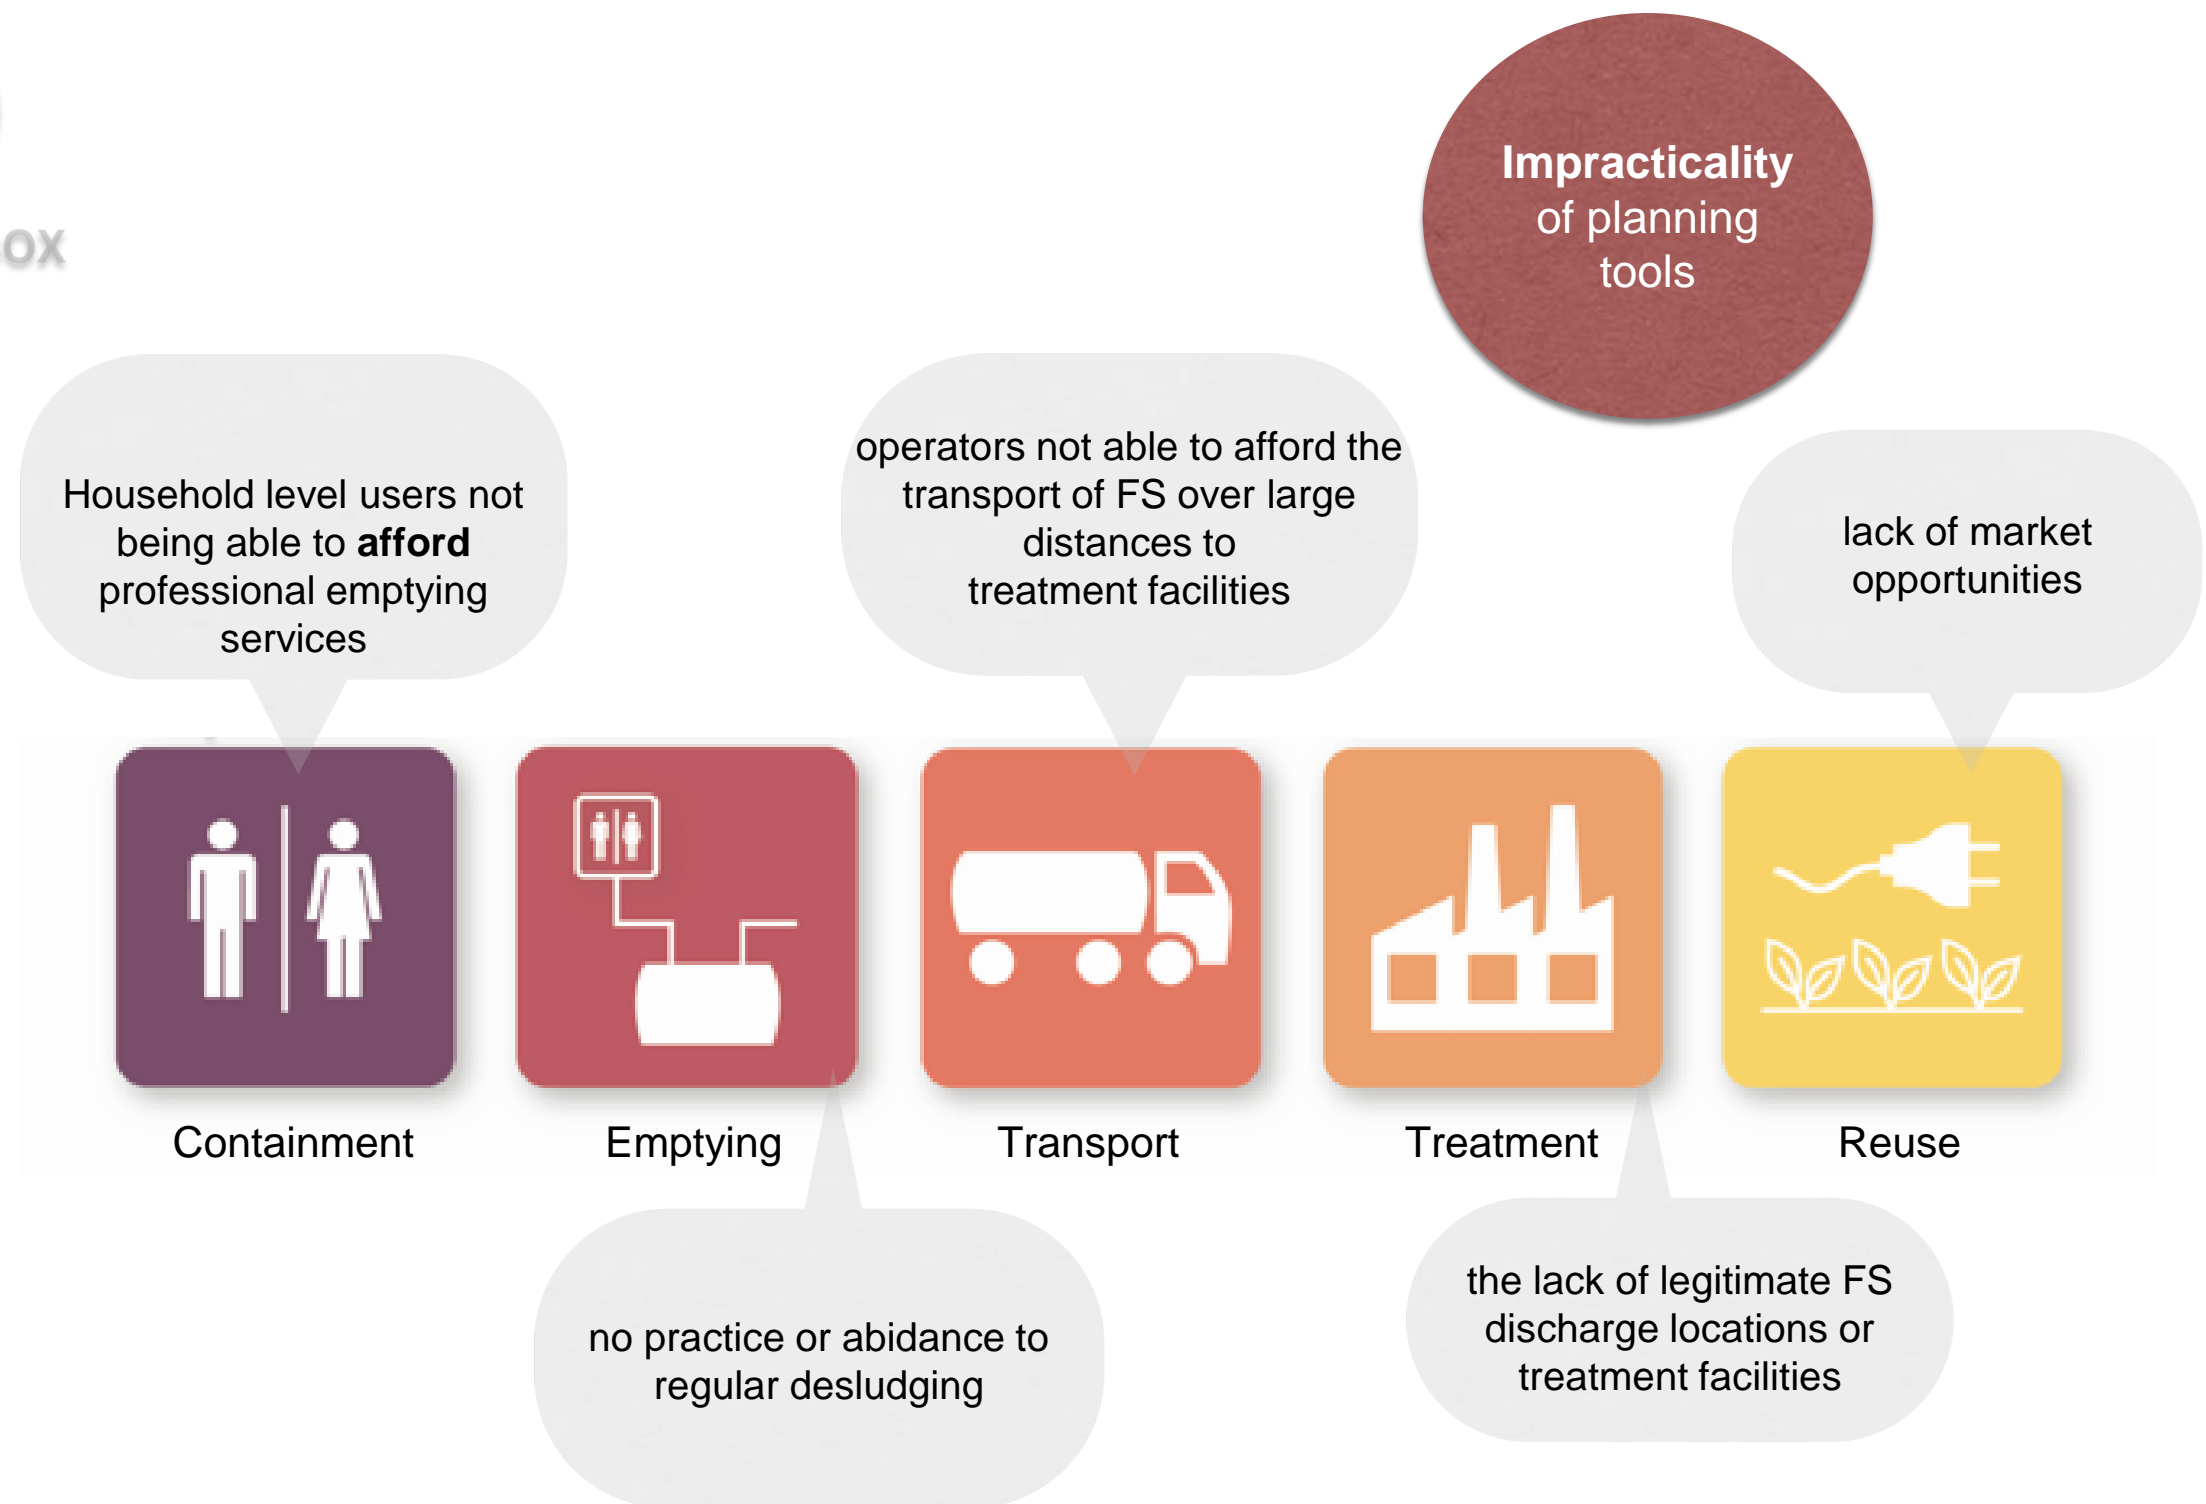 Impracticality
of planning
tools
ox
Household level users not
being able to afford
professional emptying
services
operators not able to afford the
transport of FS over large
distances to
treatment facilities
lack of market
opportunities
Containment
Emptying
Transport
Treatment
Reuse
no practice or abidance to
regular desludging
the lack of legitimate FS
discharge locations or
treatment facilities